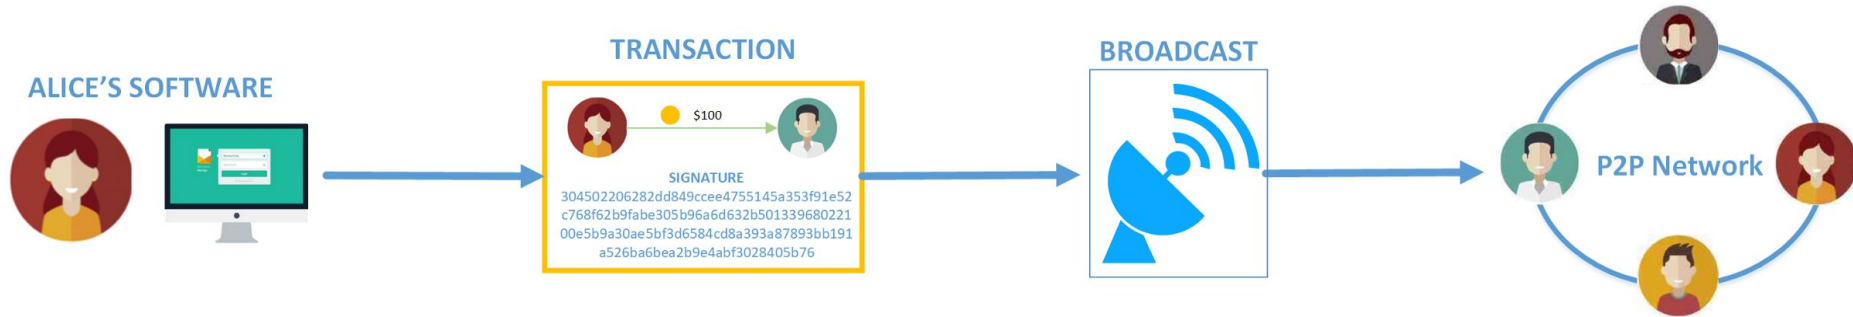 ALICE'S SOFTWARE
TRANSACTION
$100
SIGNATURE
304502206282dd849ccee4755145a353f91e52
c768f62b9fabe305b96a6d632b501339680221
00e5b9a30ae5bf3d6584cd8a393a87893bb191
a526ba6bea2b9e4abf3028405b76
BROADCAST
P2P Network